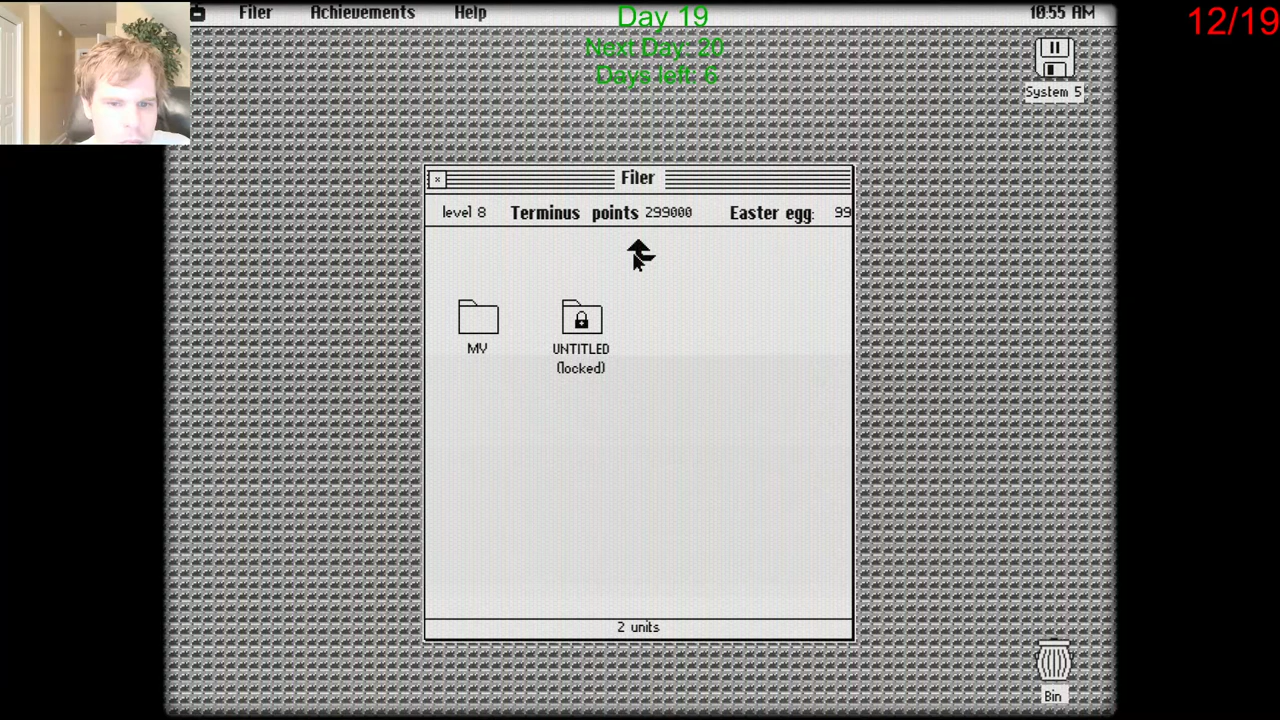 Filer Achievements Help
Day 19
10:55 AM
12/19
Next Day: 20
Days left: 6
System 5
Filer
level 8 Terminus points 299000 Easter egg: 99
MV
UNTITLED
(locked)
2 units
Bin